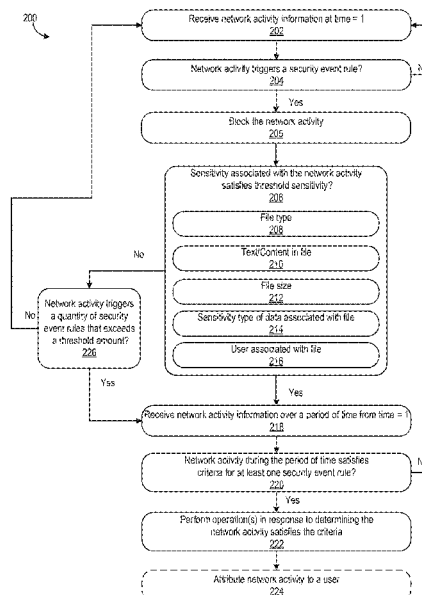 200
Receive network activity information at time = 1
202
Network activity triggers a security event rule?
204
Yes
Block the network activity
205
Sensitivity associated with the network activity
satisfies threshold sensitivity?
206
File type
208
Text/Content in file
210
File size
212
Sensitivity type of data associated with file
214
User associated with file
216
No
Network activity triggers
a quantity of security
event rules that exceeds
a threshold amount?
226
No
Yes
Yes
Receive network activity information over a period of time from time = 1
218
Network activity during the period of time satisfies
criteria for at least one security event rule?
220
Yes
Perform operation(s) in response to determining the
network activity satisfies the criteria
222
Attribute network activity to a user
224